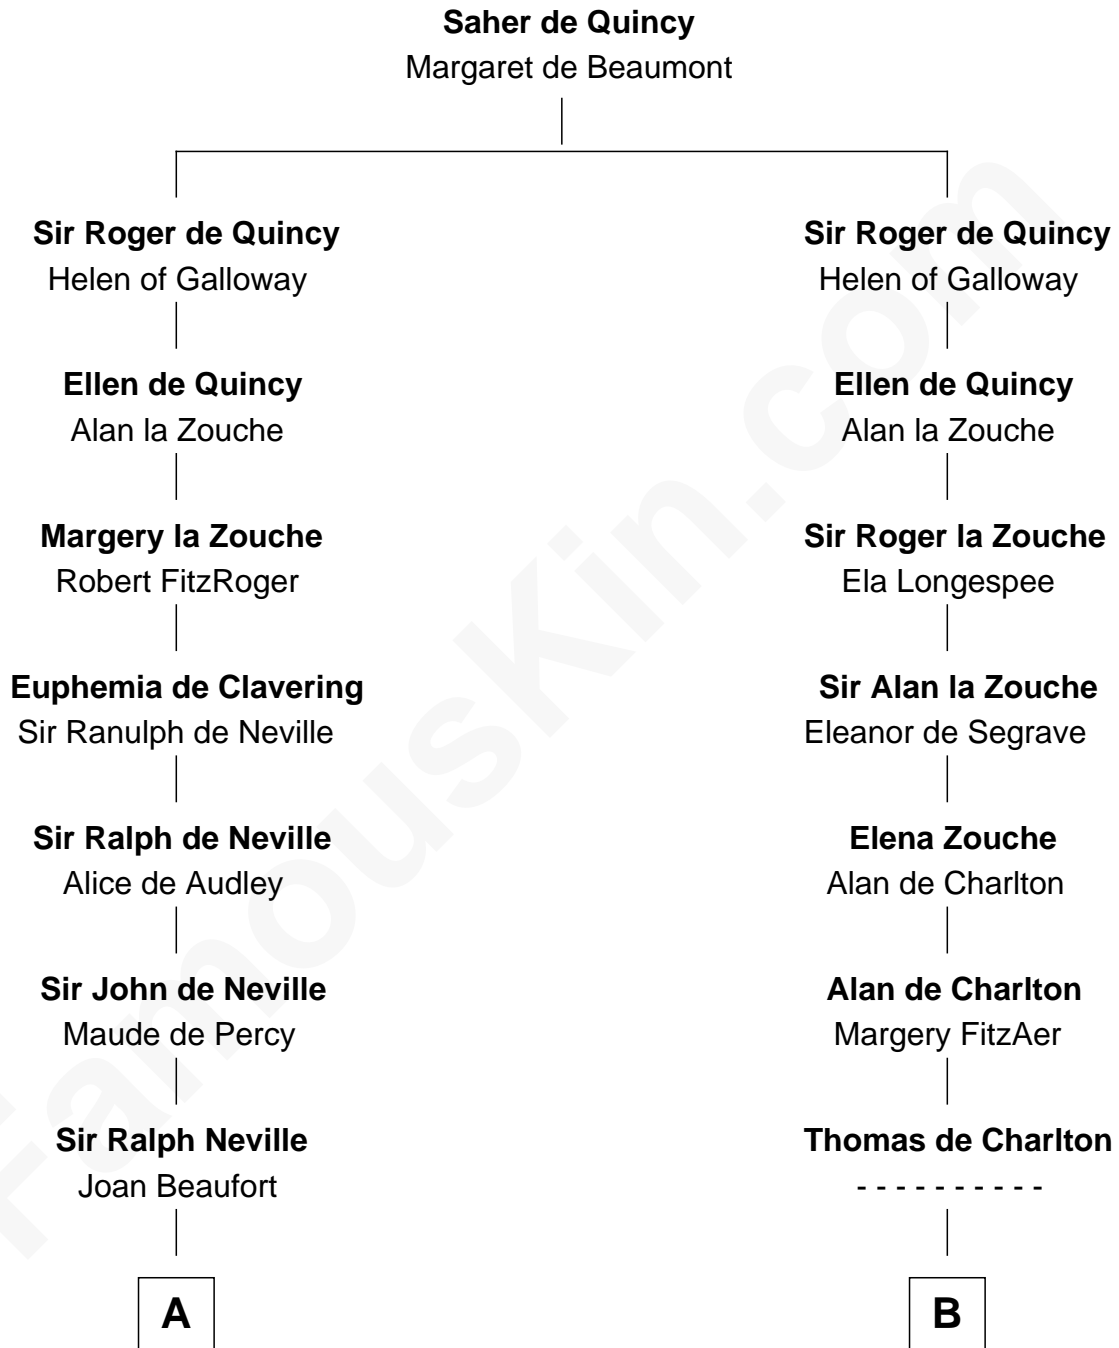 Saher de Quincy
Margaret de Beaumont
Sir Roger de Quincy
Helen of Galloway
Sir Roger de Quincy
Helen of Galloway
Ellen de Quincy
Alan la Zouche
Ellen de Quincy
Alan la Zouche
Margery la Zouche
Robert FitzRoger
Sir Roger la Zouche
Ela Longespee
Euphemia de Clavering
Sir Ranulph de Neville
Sir Alan la Zouche
Eleanor de Segrave
Sir Ralph de Neville
Alice de Audley
Elena Zouche
Alan de Charlton
Sir John de Neville
Maude de Percy
Alan de Charlton
Margery FitzAer
Sir Ralph Neville
Joan Beaufort
Thomas de Charlton
- - - - - - - - - -
A
B
FamousKin.com